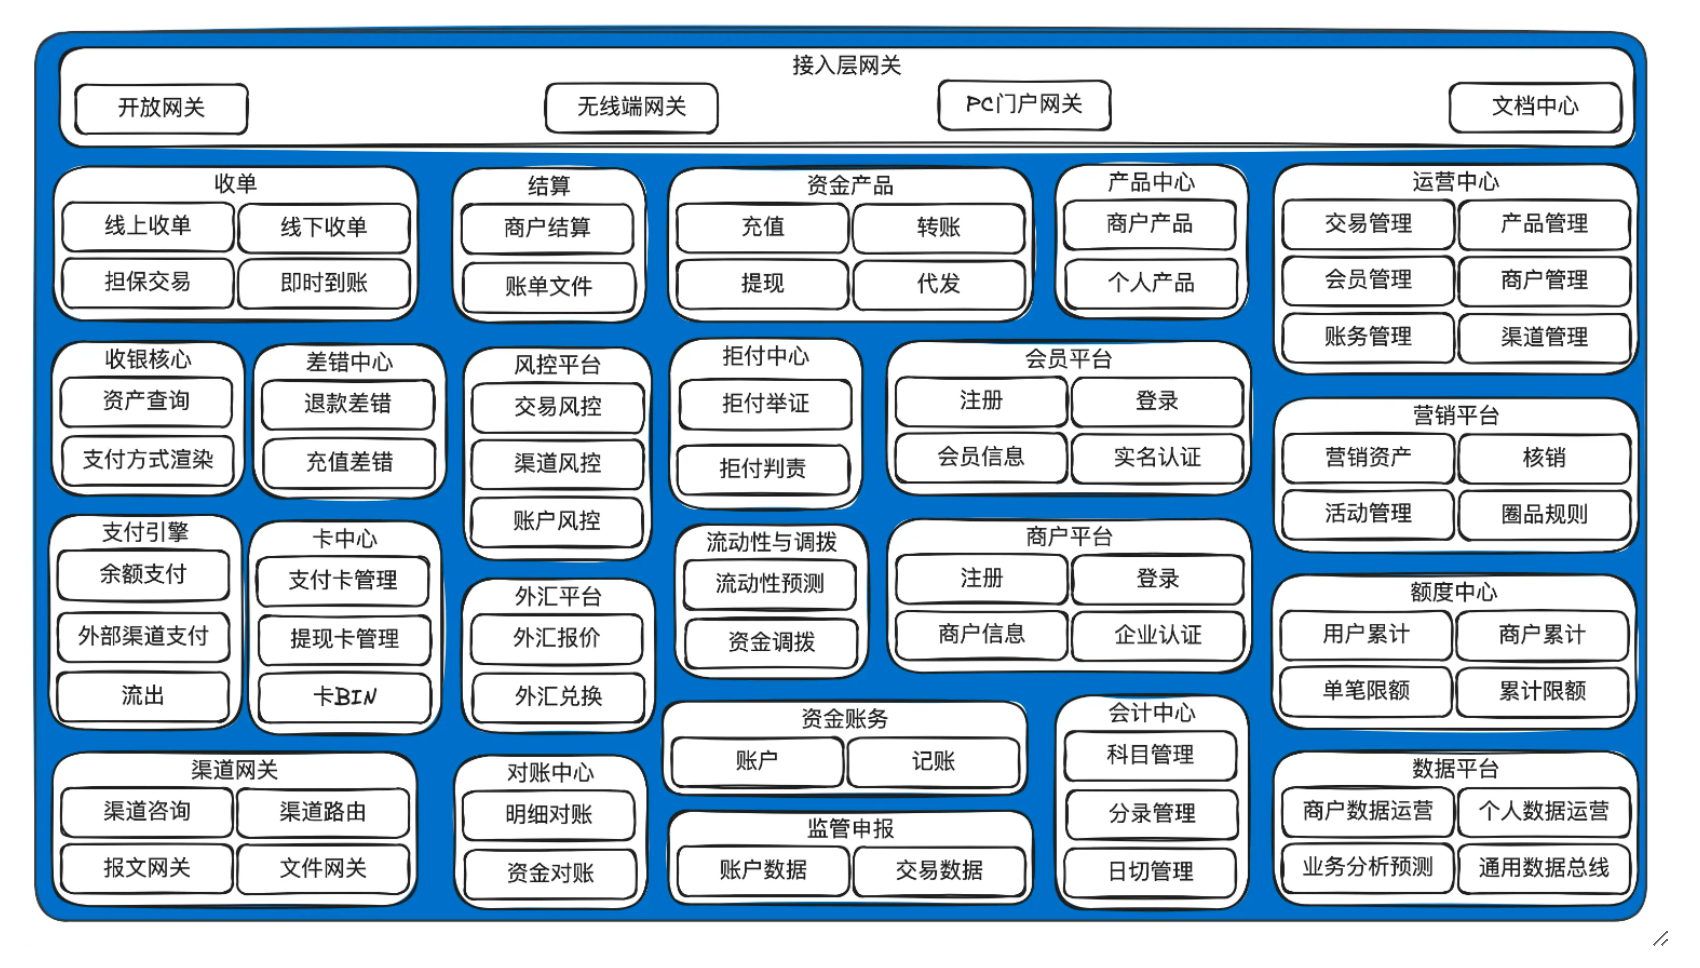 接入层网关
开放网关
无线端网关
PC门户网关
文档中心
收单
线上收单
线下收单
担保交易
即时到账
结算
商户结算
账单文件
资金产品
充值
转账
提现
代发
产品中心
商户产品
个人产品
运营中心
交易管理
产品管理
会员管理
商户管理
账务管理
渠道管理
收银核心
资产查询
支付方式渲染
差错中心
退款差错
充值差错
风控平台
交易风控
渠道风控
账户风控
拒付中心
拒付举证
拒付判责
会员平台
注册
登录
会员信息
实名认证
营销平台
营销资产
核销
活动管理
圈品规则
支付引擎
余额支付
外部渠道支付
流出
卡中心
支付卡管理
提现卡管理
卡BIN
外汇平台
外汇报价
外汇兑换
流动性与调拨
流动性预测
资金调拨
商户平台
注册
登录
商户信息
企业认证
额度中心
用户累计
商户累计
单笔限额
累计限额
渠道网关
渠道咨询
渠道路由
报文网关
文件网关
对账中心
明细对账
资金对账
资金账务
账户
记账
监管申报
账户数据
交易数据
会计中心
科目管理
分录管理
日切管理
数据平台
商户数据运营
个人数据运营
业务分析预测
通用数据总线